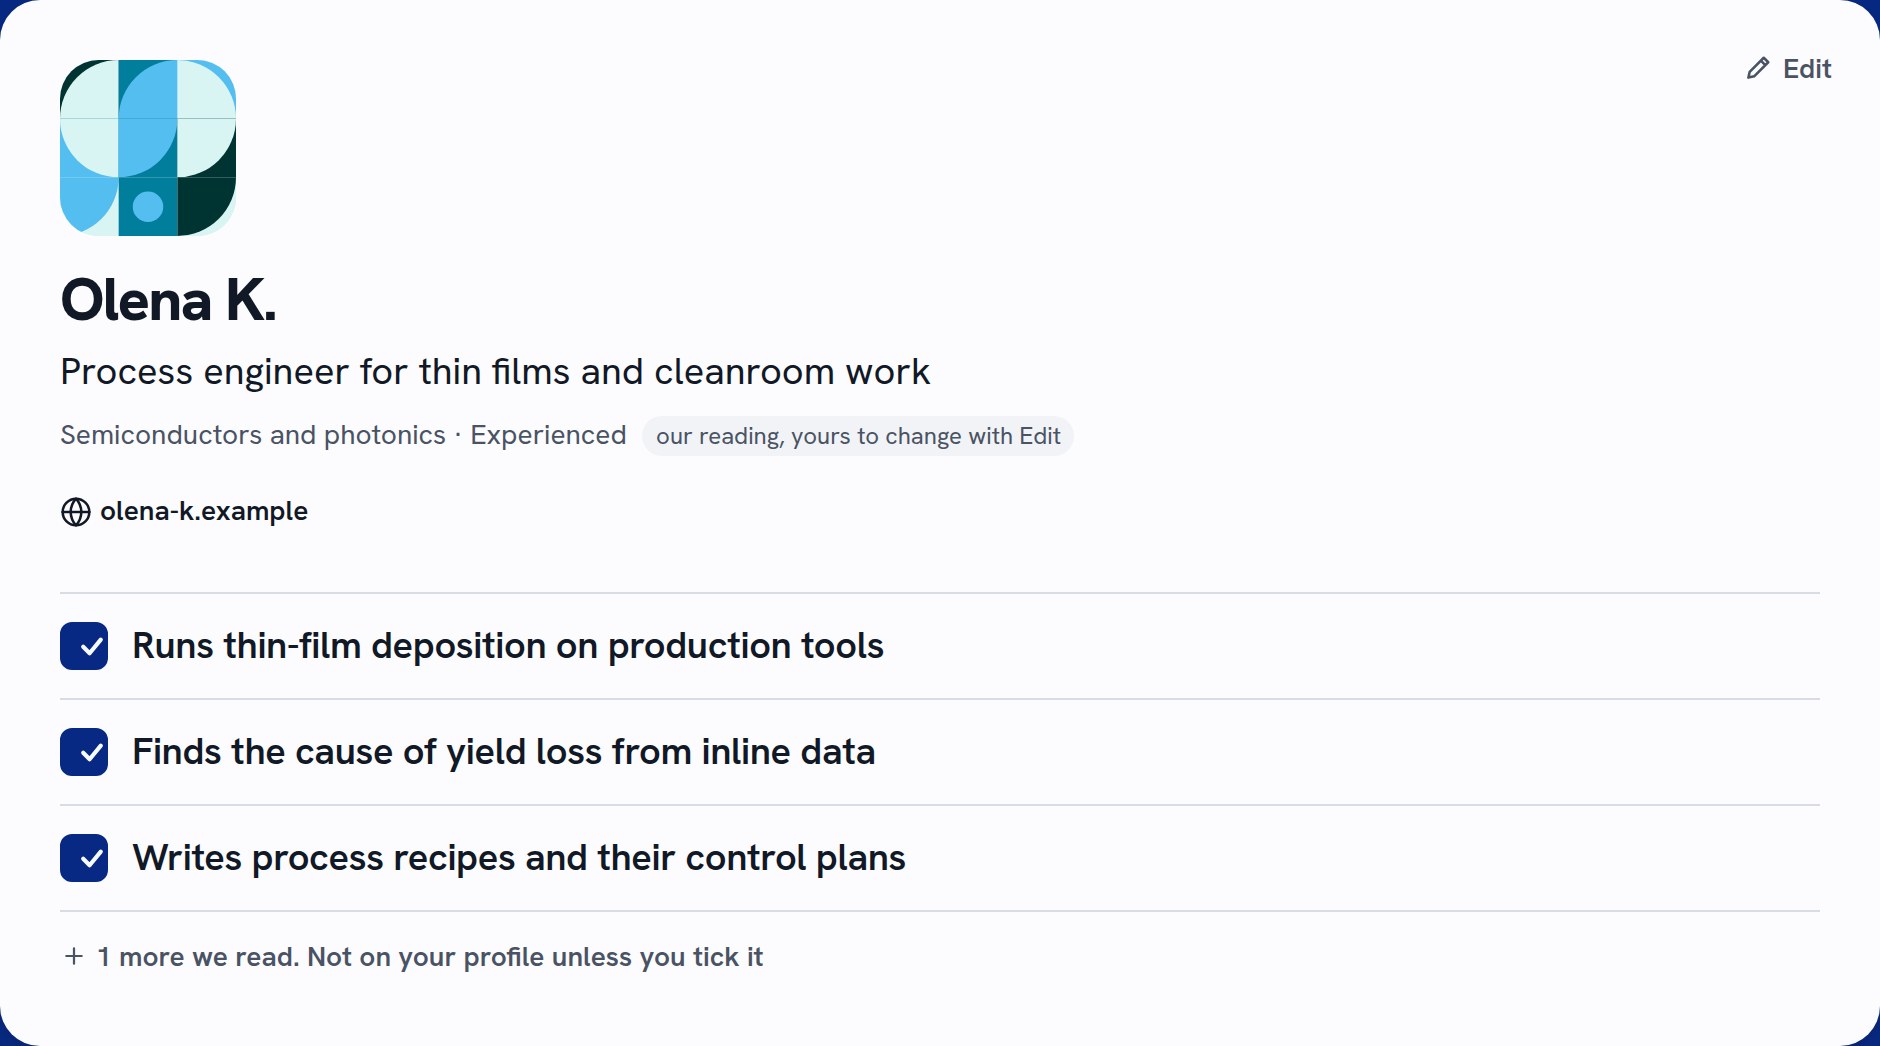 Edit
Olena K.
Process engineer for thin films and cleanroom work
Semiconductors and photonics · Experienced our reading, yours to change with Edit
olena-k.example
Runs thin-film deposition on production tools
Finds the cause of yield loss from inline data
Writes process recipes and their control plans
+ 1 more we read. Not on your profile unless you tick it